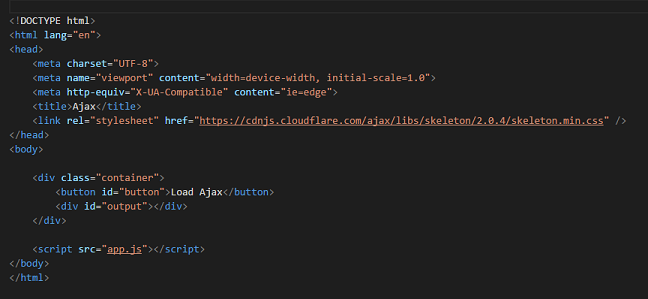 <!DOCTYPE html>
<html lang="en">
<head>
    <meta charset="UTF-8">
    <meta name="viewport" content="width=device-width, initial-scale=1.0">
    <meta http-equiv="X-UA-Compatible" content="ie=edge">
    <title>Ajax</title>
    <link rel="stylesheet" href="https://cdnjs.cloudflare.com/ajax/libs/skeleton/2.0.4/skeleton.min.css" />
</head>
<body>

    <div class="container">
        <button id="button">Load Ajax</button>
        <div id="output"></div>
    </div>

    <script src="app.js"></script>
</body>
</html>